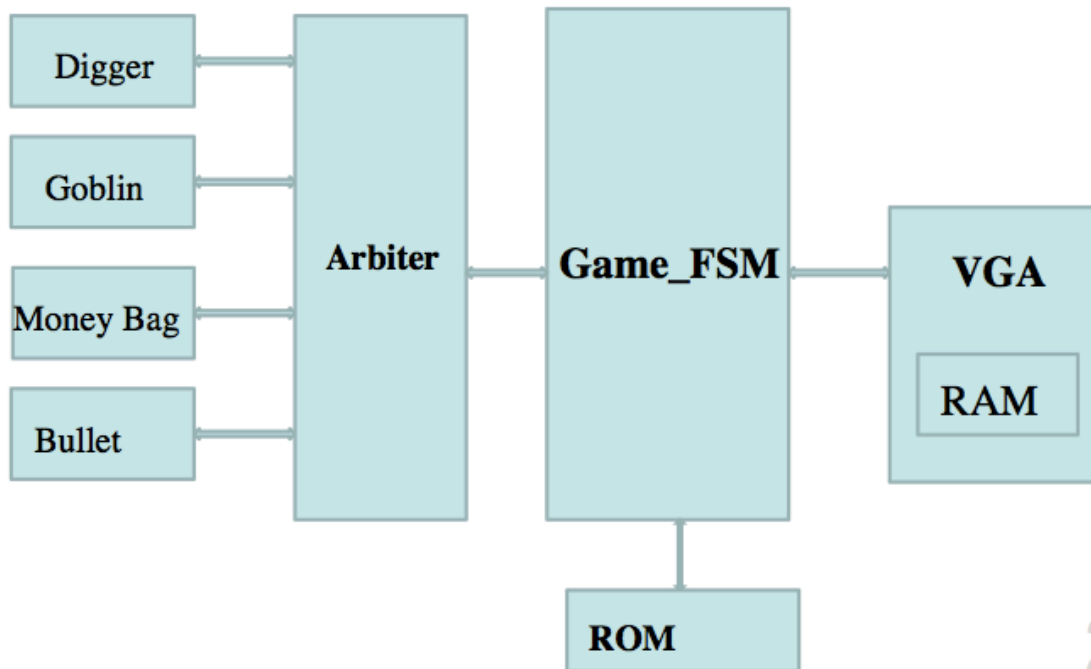 Digger
Goblin
Money Bag
Bullet
Arbiter
Game_FSM
VGA
RAM
ROM